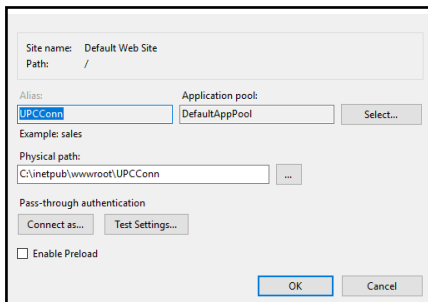 Site name: Default Web Site
Path: /
Alias: Application pool:
UPCConn DefaultAppPool Select...
Example: sales
Physical path:
C:\inetpub\wwwroot\UPCConn ...
Pass-through authentication
Connect as... Test Settings...
Enable Preload
OK Cancel